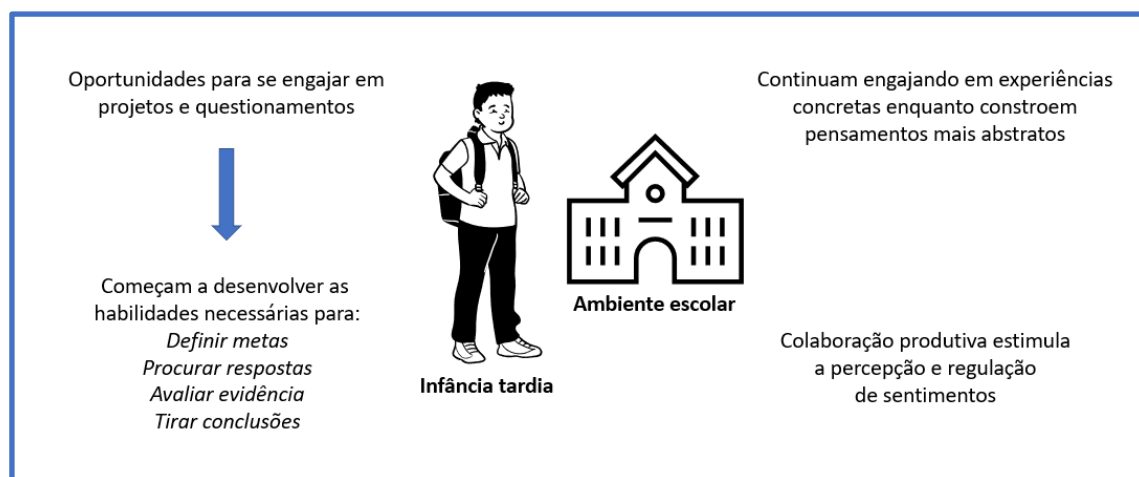 Oportunidades para se engajar em
projetos e questionamentos
Começam a desenvolver as
habilidades necessárias para:
Definir metas
Procurar respostas
Avaliar evidência
Tirar conclusões
Infância tardia
Ambiente escolar
Continuam engajando em experiências
concretas enquanto constroem
pensamentos mais abstratos
Colaboração produtiva estimula
a percepção e regulação
de sentimentos